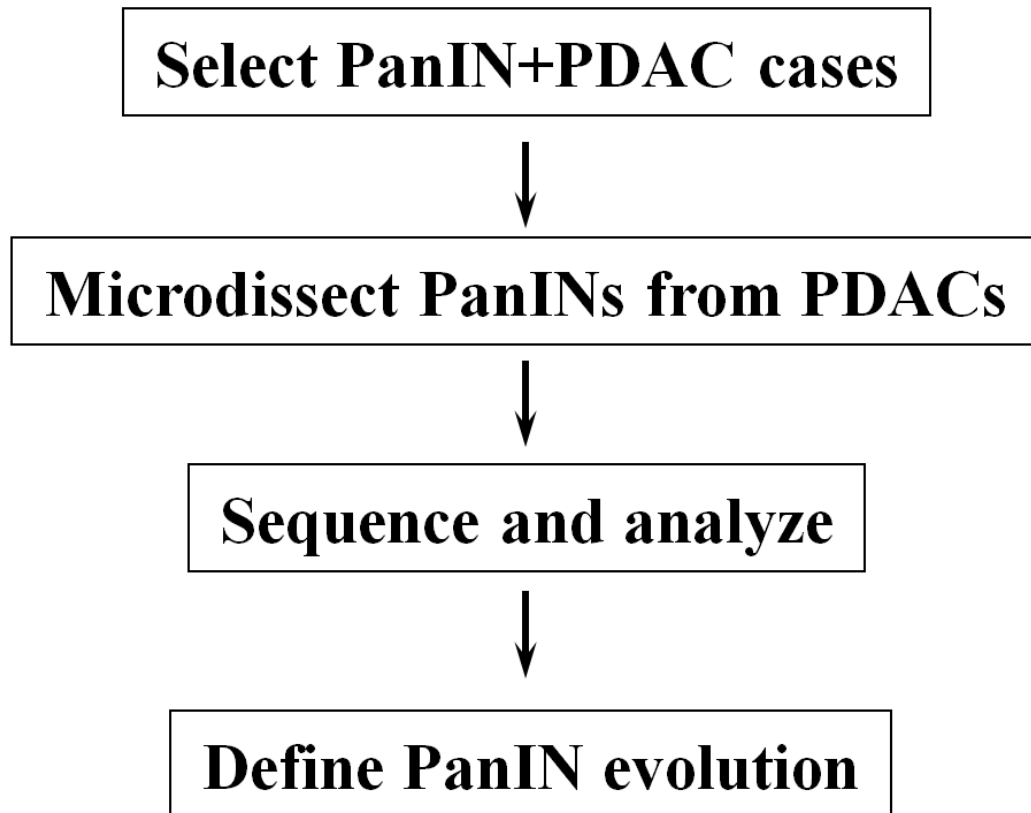 Select PanIN+PDAC cases
Microdissect PanINs from PDACs
Sequence and analyze
Define PanIN evolution